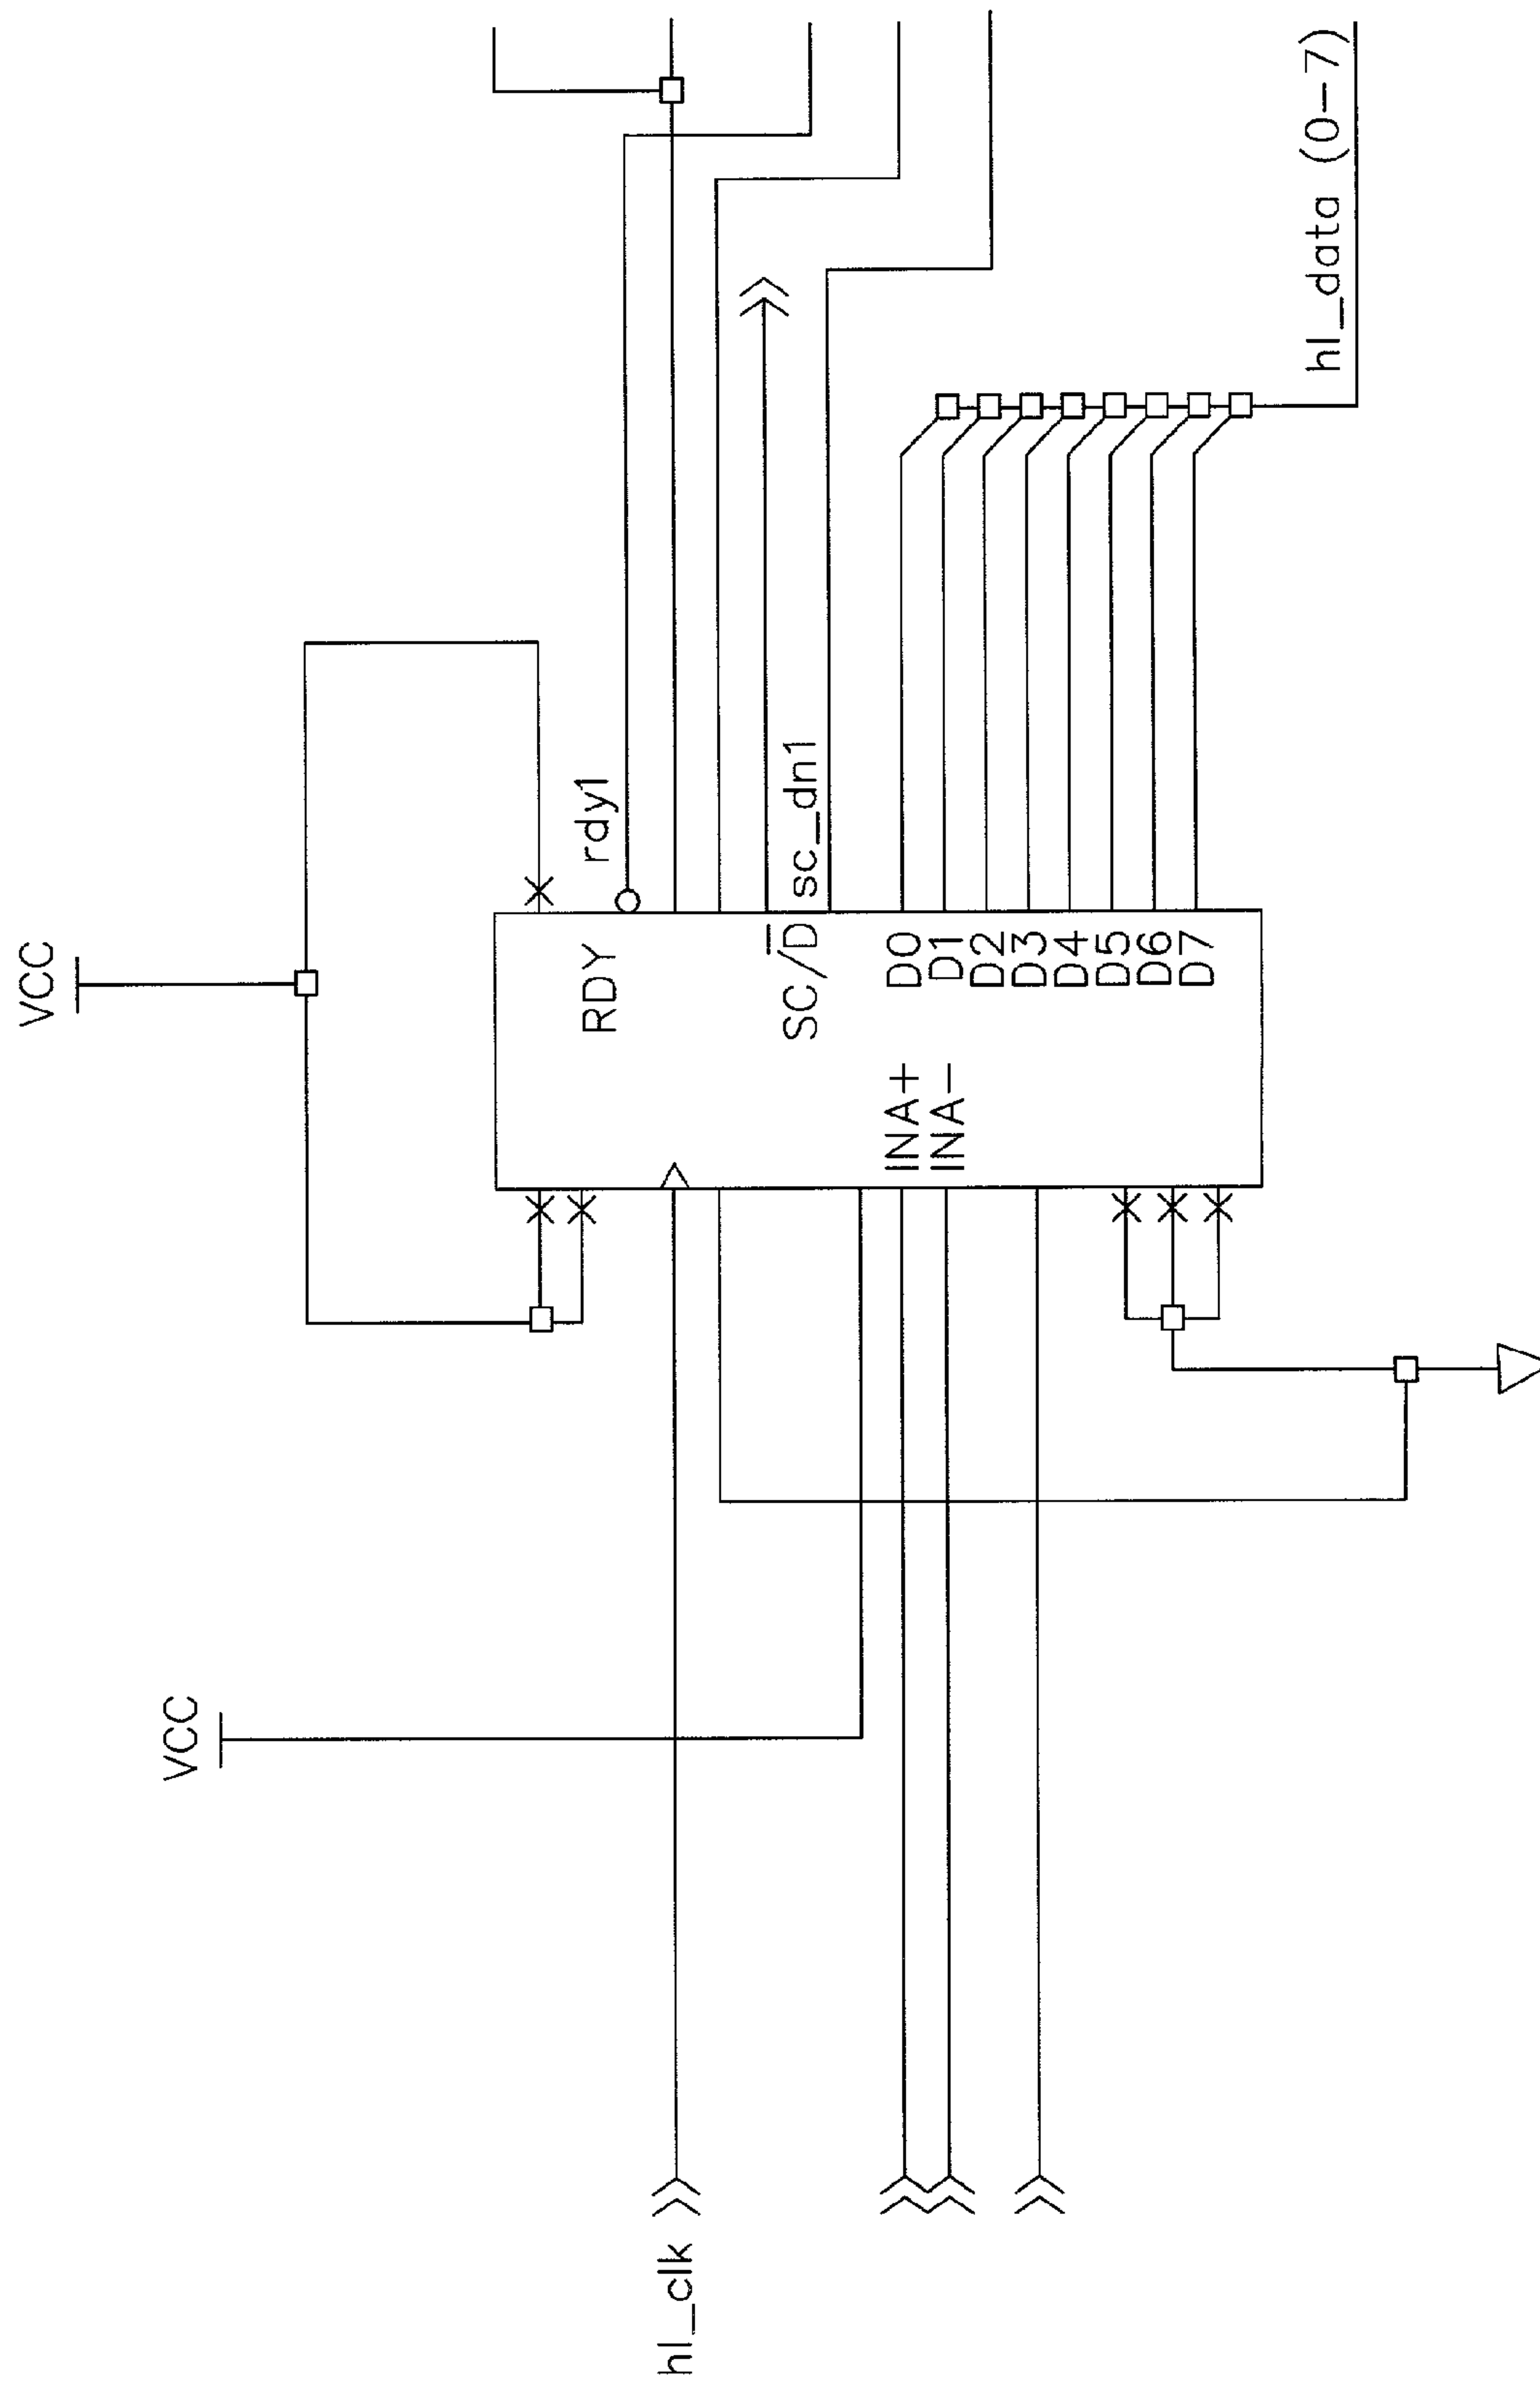 VCC
VCC
rdy1
RDY
SC/D̅
sc_dn1
hl_clk
INA+
INA−
D0
D1
D2
D3
D4
D5
D6
D7
hl_data (0−7)